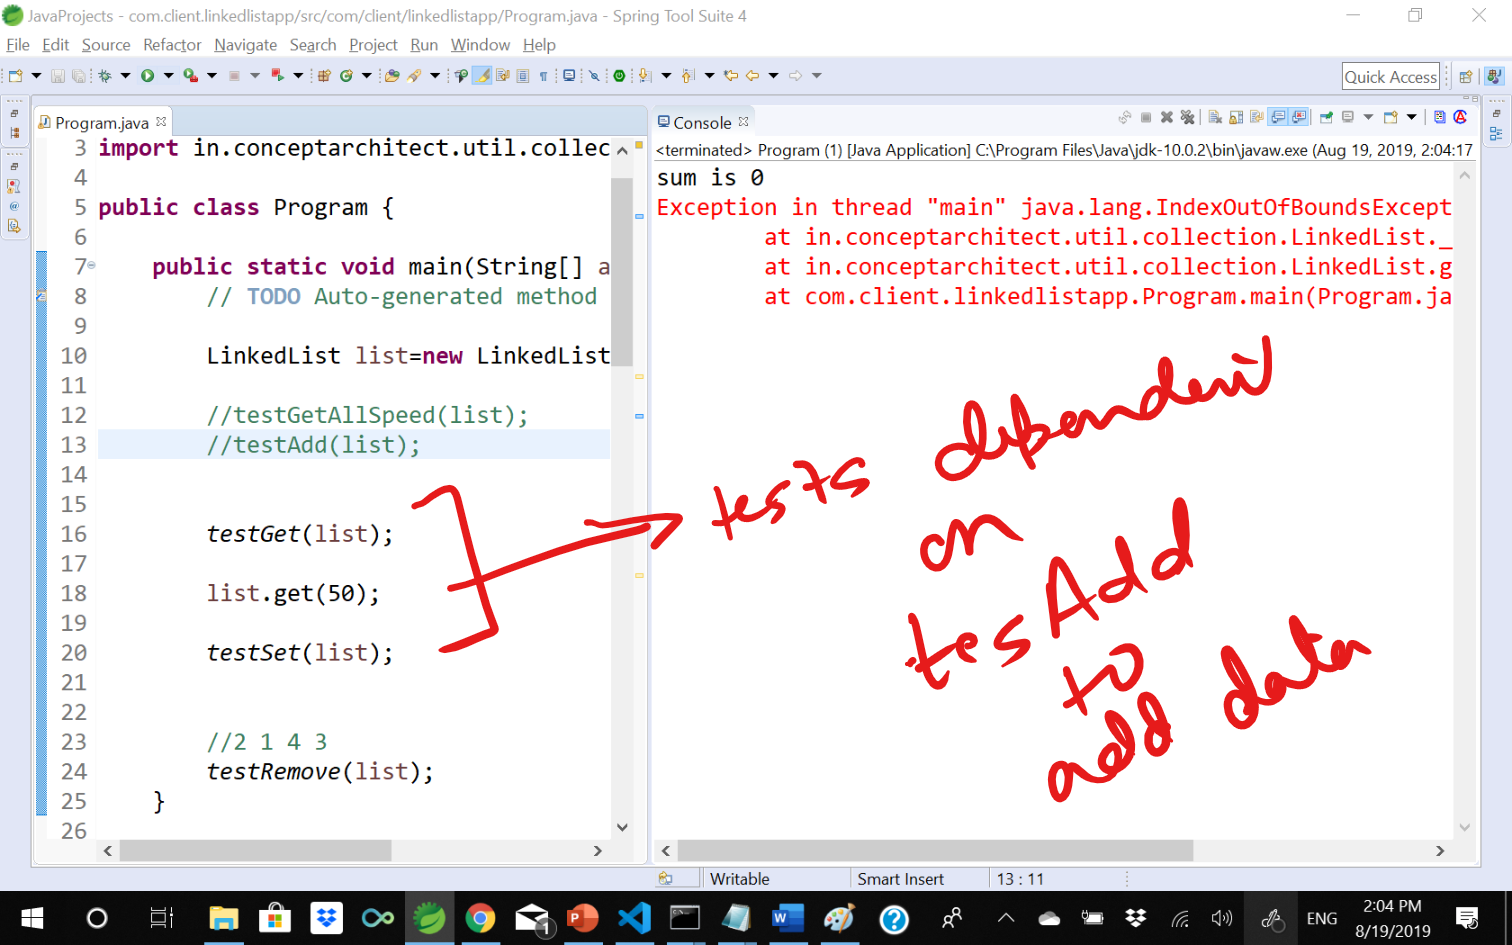 JavaProjects - com.client.linkedlistapp/src/com/client/linkedlistapp/Program.java - Spring Tool Suite 4
File Edit Source Refactor Navigate Search Project Run Window Help
Quick Access
Program.java
3 import in.conceptarchitect.util.collec
4
5 public class Program {
6
7 public static void main(String[] a
8 // TODO Auto-generated method
9
10 LinkedList list=new LinkedList
11
12 //testGetAllSpeed(list);
13 //testAdd(list);
14
15
16 testGet(list);
17
18 list.get(50);
19
20 testSet(list);
21
22
23 //2 1 4 3
24 testRemove(list);
25 }
26
Console
<terminated> Program (1) [Java Application] C:\Program Files\Java\jdk-10.0.2\bin\javaw.exe (Aug 19, 2019, 2:04:17
sum is 0
Exception in thread "main" java.lang.IndexOutOfBoundsExcept
at in.conceptarchitect.util.collection.LinkedList._
at in.conceptarchitect.util.collection.LinkedList.g
at com.client.linkedlistapp.Program.main(Program.ja
tests dependent
on
tesAdd
to
add data
Writable Smart Insert 13 : 11
1 ENG 2:04 PM
8/19/2019